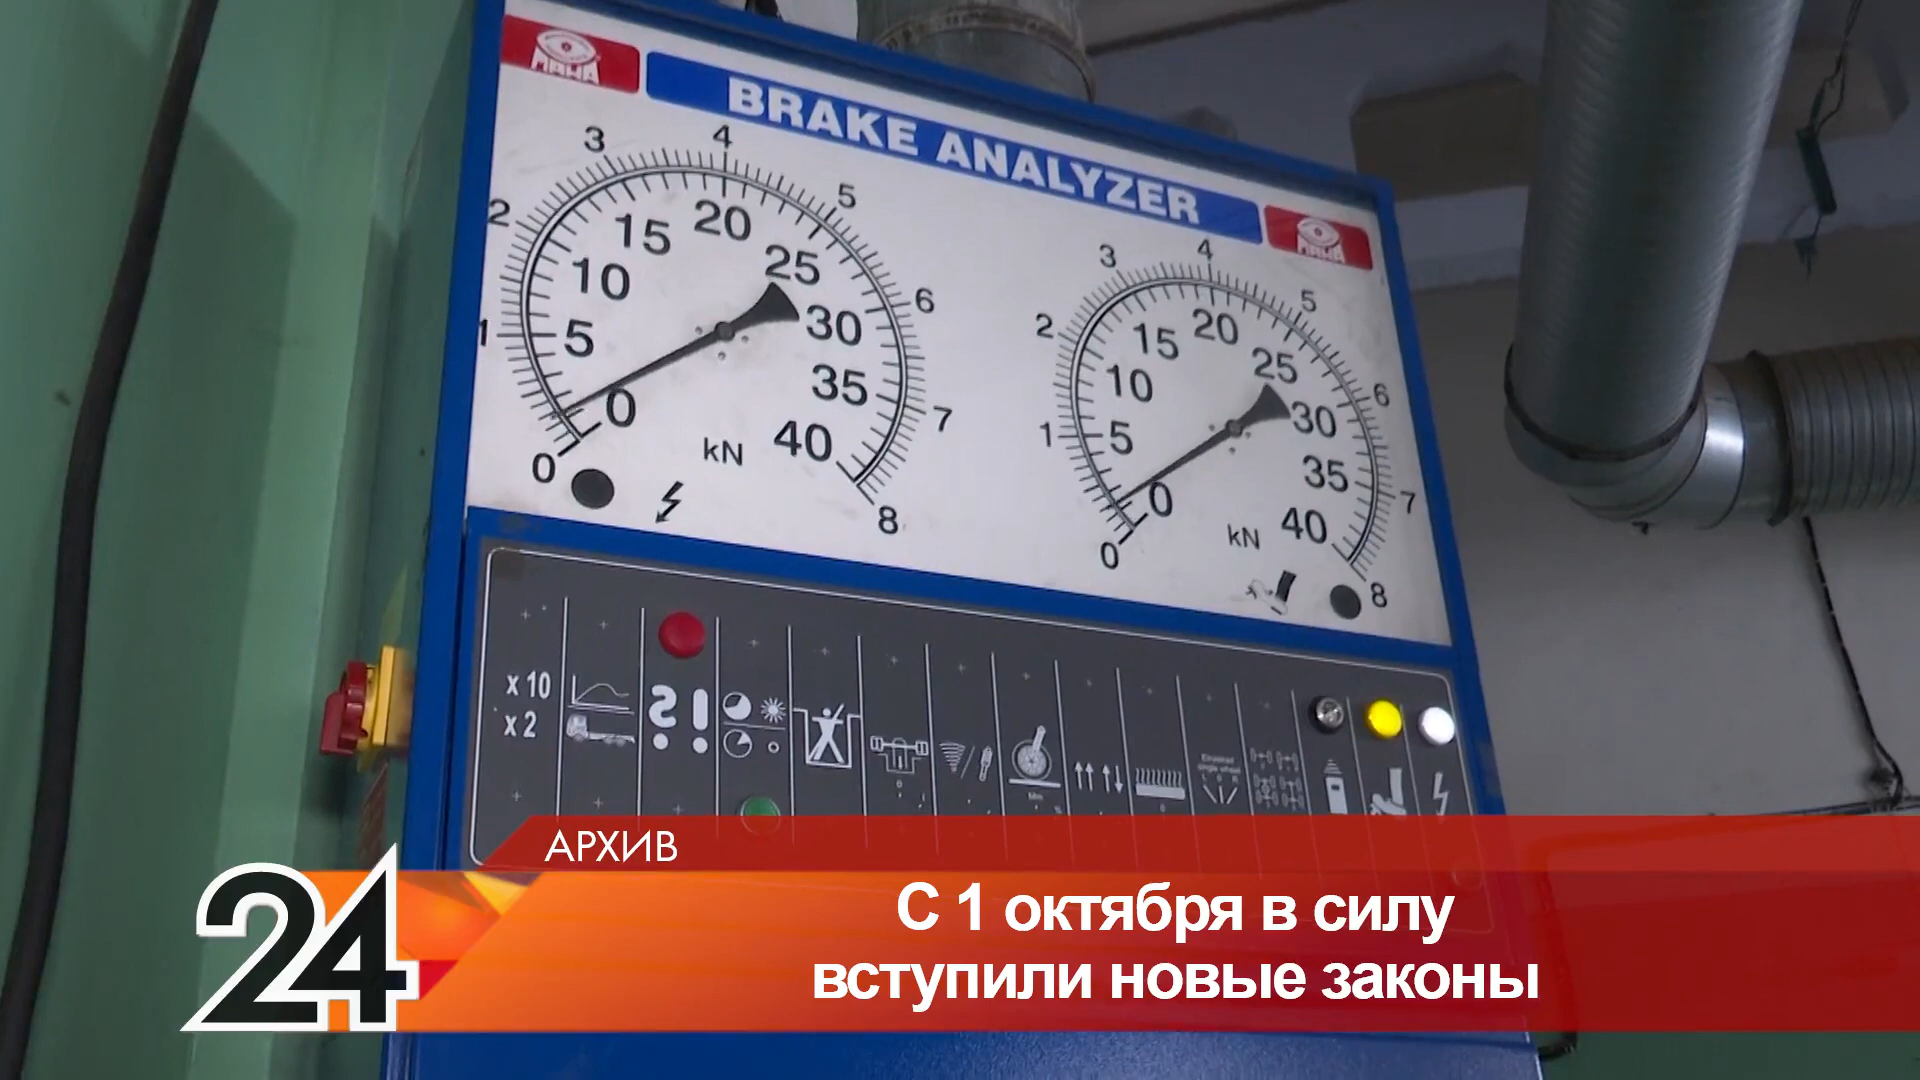 MAHA
BRAKE ANALYZER
MAHA
0 1 2 3 4 5 6 7 8
0 5 10 15 20 25 30 35 40
kN
0 1 2 3 4 5 6 7 8
0 5 10 15 20 25 30 35 40
kN
x 10
x 2
?!
АРХИВ
24
С 1 октября в силу
вступили новые законы